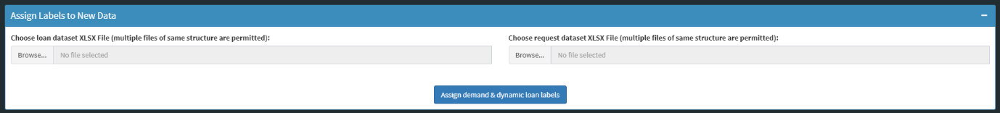 Assign Labels to New Data
Choose loan dataset XLSX File (multiple files of same structure are permitted):
Browse... No file selected
Choose request dataset XLSX File (multiple files of same structure are permitted):
Browse... No file selected
Assign demand & dynamic loan labels